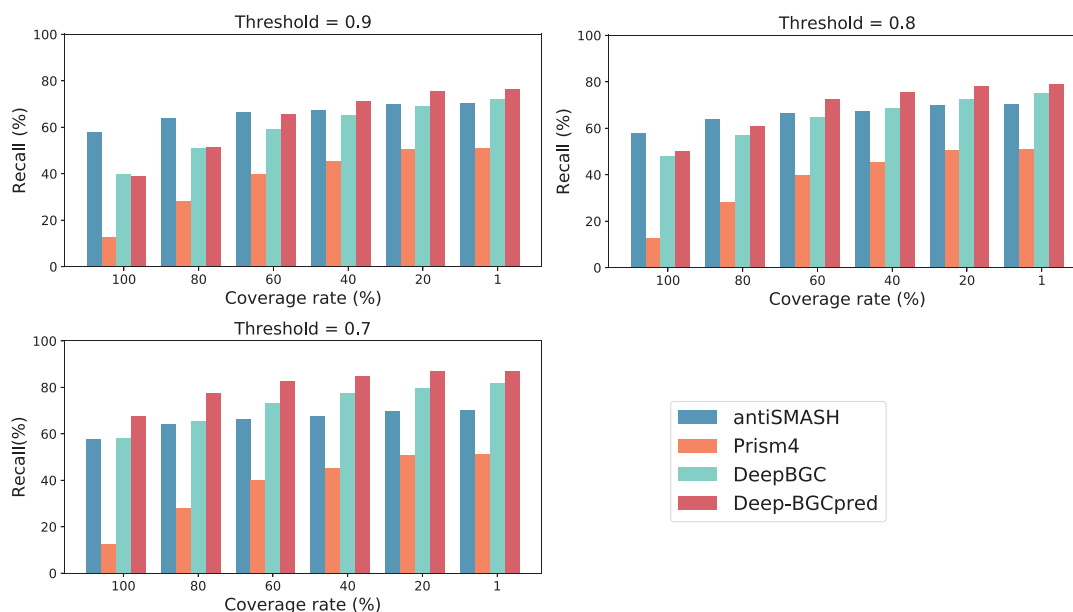 Threshold = 0.9
100
80
60
40
20
0
Recall (%)
100 80 60 40 20 1
Coverage rate (%)
Threshold = 0.8
100
80
60
40
20
0
Recall (%)
100 80 60 40 20 1
Coverage rate (%)
Threshold = 0.7
100
80
60
40
20
0
Recall(%)
100 80 60 40 20 1
Coverage rate (%)
antiSMASH
Prism4
DeepBGC
Deep-BGCpred